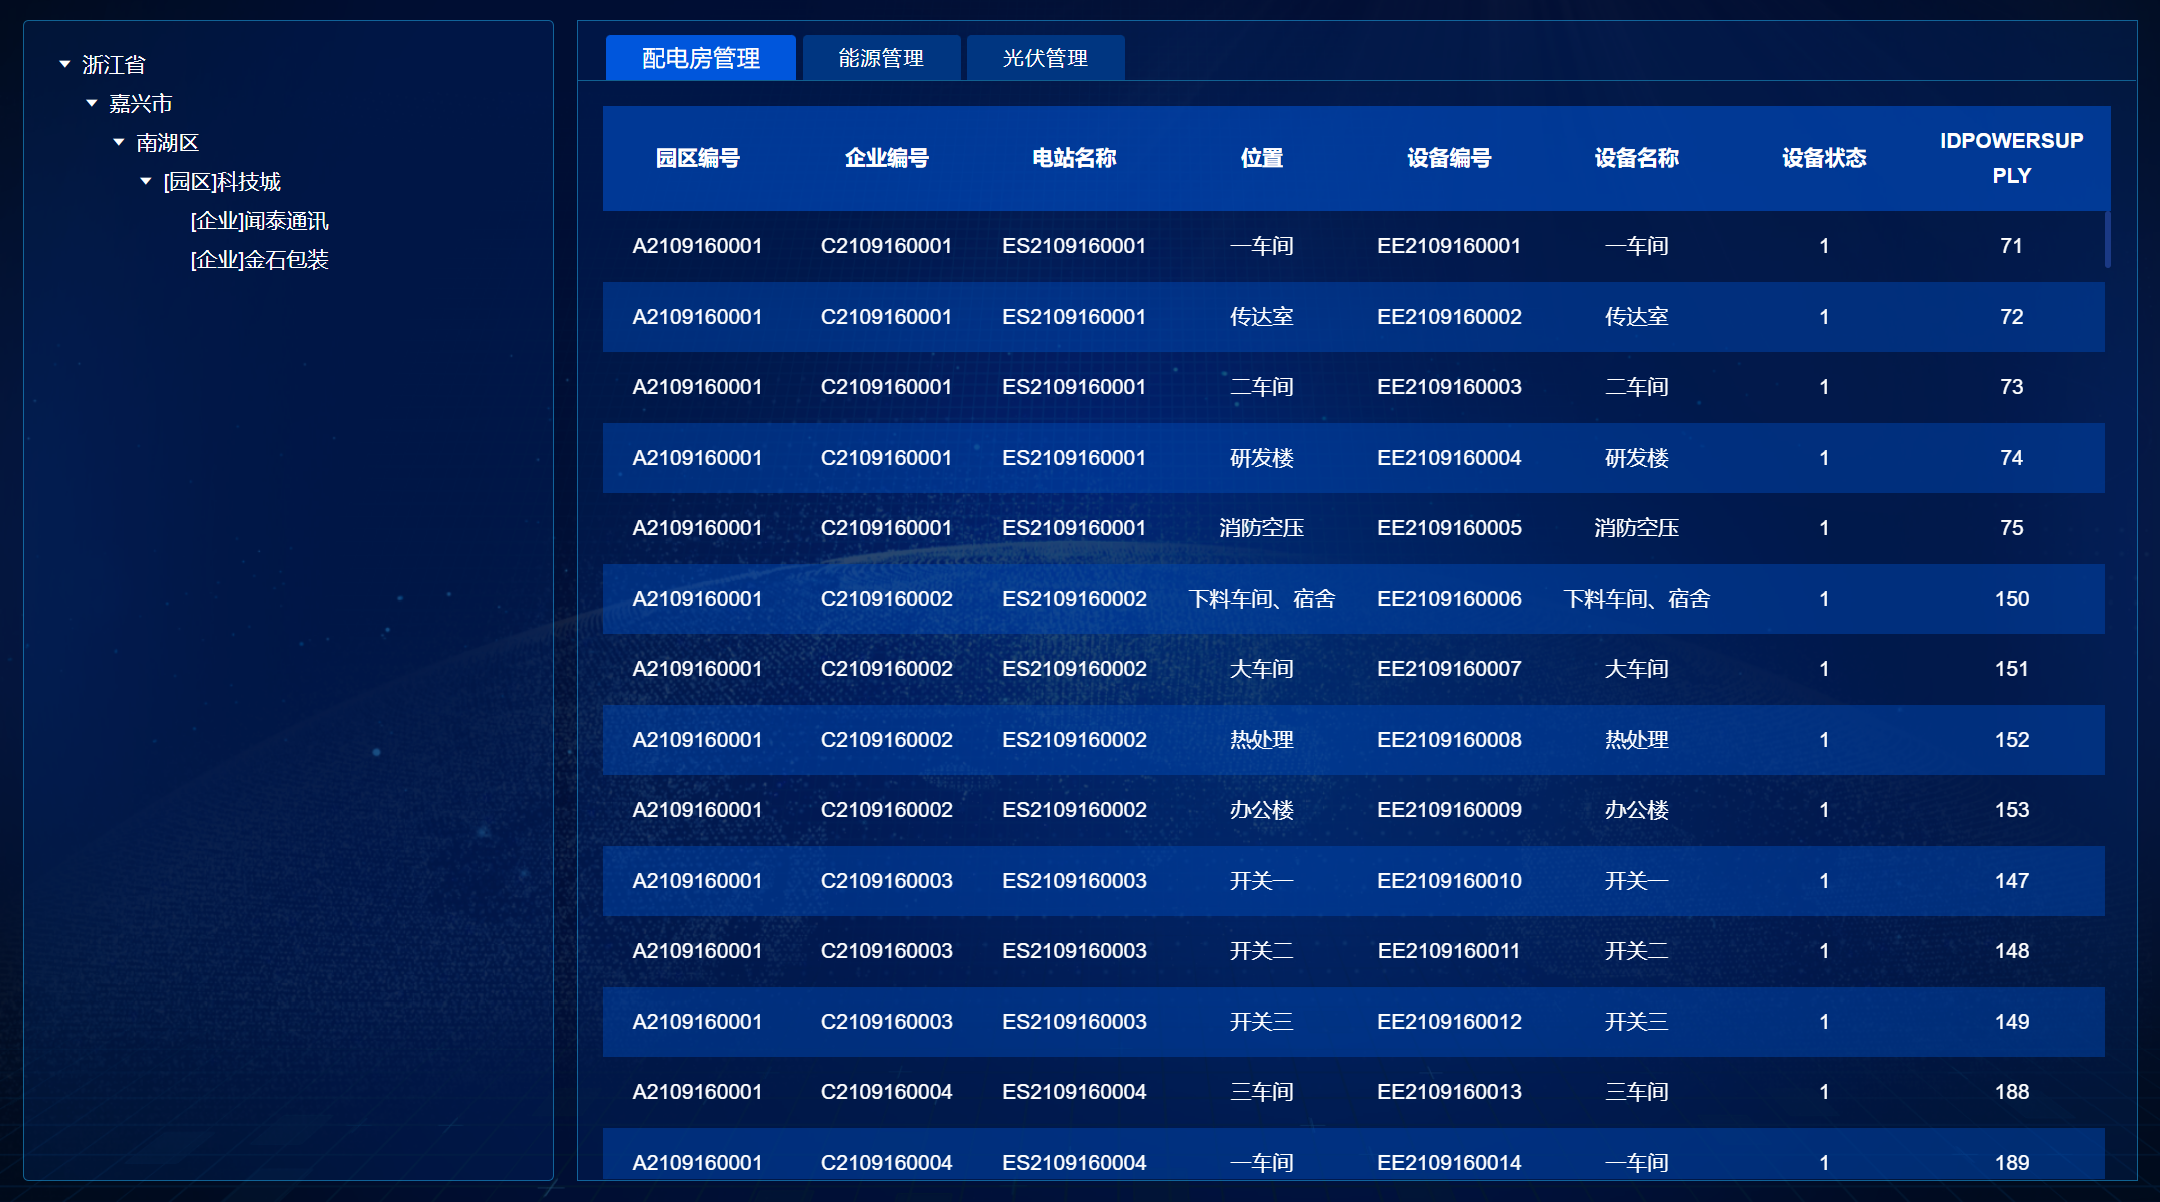 浙江省
嘉兴市
南湖区
[园区]科技城
[企业]闻泰通讯
[企业]金石包装
配电房管理 能源管理 光伏管理
园区编号 企业编号 电站名称 位置 设备编号 设备名称 设备状态 IDPOWERSUP
PLY
A2109160001 C2109160001 ES2109160001 一车间 EE2109160001 一车间 1 71
A2109160001 C2109160001 ES2109160001 传达室 EE2109160002 传达室 1 72
A2109160001 C2109160001 ES2109160001 二车间 EE2109160003 二车间 1 73
A2109160001 C2109160001 ES2109160001 研发楼 EE2109160004 研发楼 1 74
A2109160001 C2109160001 ES2109160001 消防空压 EE2109160005 消防空压 1 75
A2109160001 C2109160002 ES2109160002 下料车间、宿舍 EE2109160006 下料车间、宿舍 1 150
A2109160001 C2109160002 ES2109160002 大车间 EE2109160007 大车间 1 151
A2109160001 C2109160002 ES2109160002 热处理 EE2109160008 热处理 1 152
A2109160001 C2109160002 ES2109160002 办公楼 EE2109160009 办公楼 1 153
A2109160001 C2109160003 ES2109160003 开关一 EE2109160010 开关一 1 147
A2109160001 C2109160003 ES2109160003 开关二 EE2109160011 开关二 1 148
A2109160001 C2109160003 ES2109160003 开关三 EE2109160012 开关三 1 149
A2109160001 C2109160004 ES2109160004 三车间 EE2109160013 三车间 1 188
A2109160001 C2109160004 ES2109160004 一车间 EE2109160014 一车间 1 189